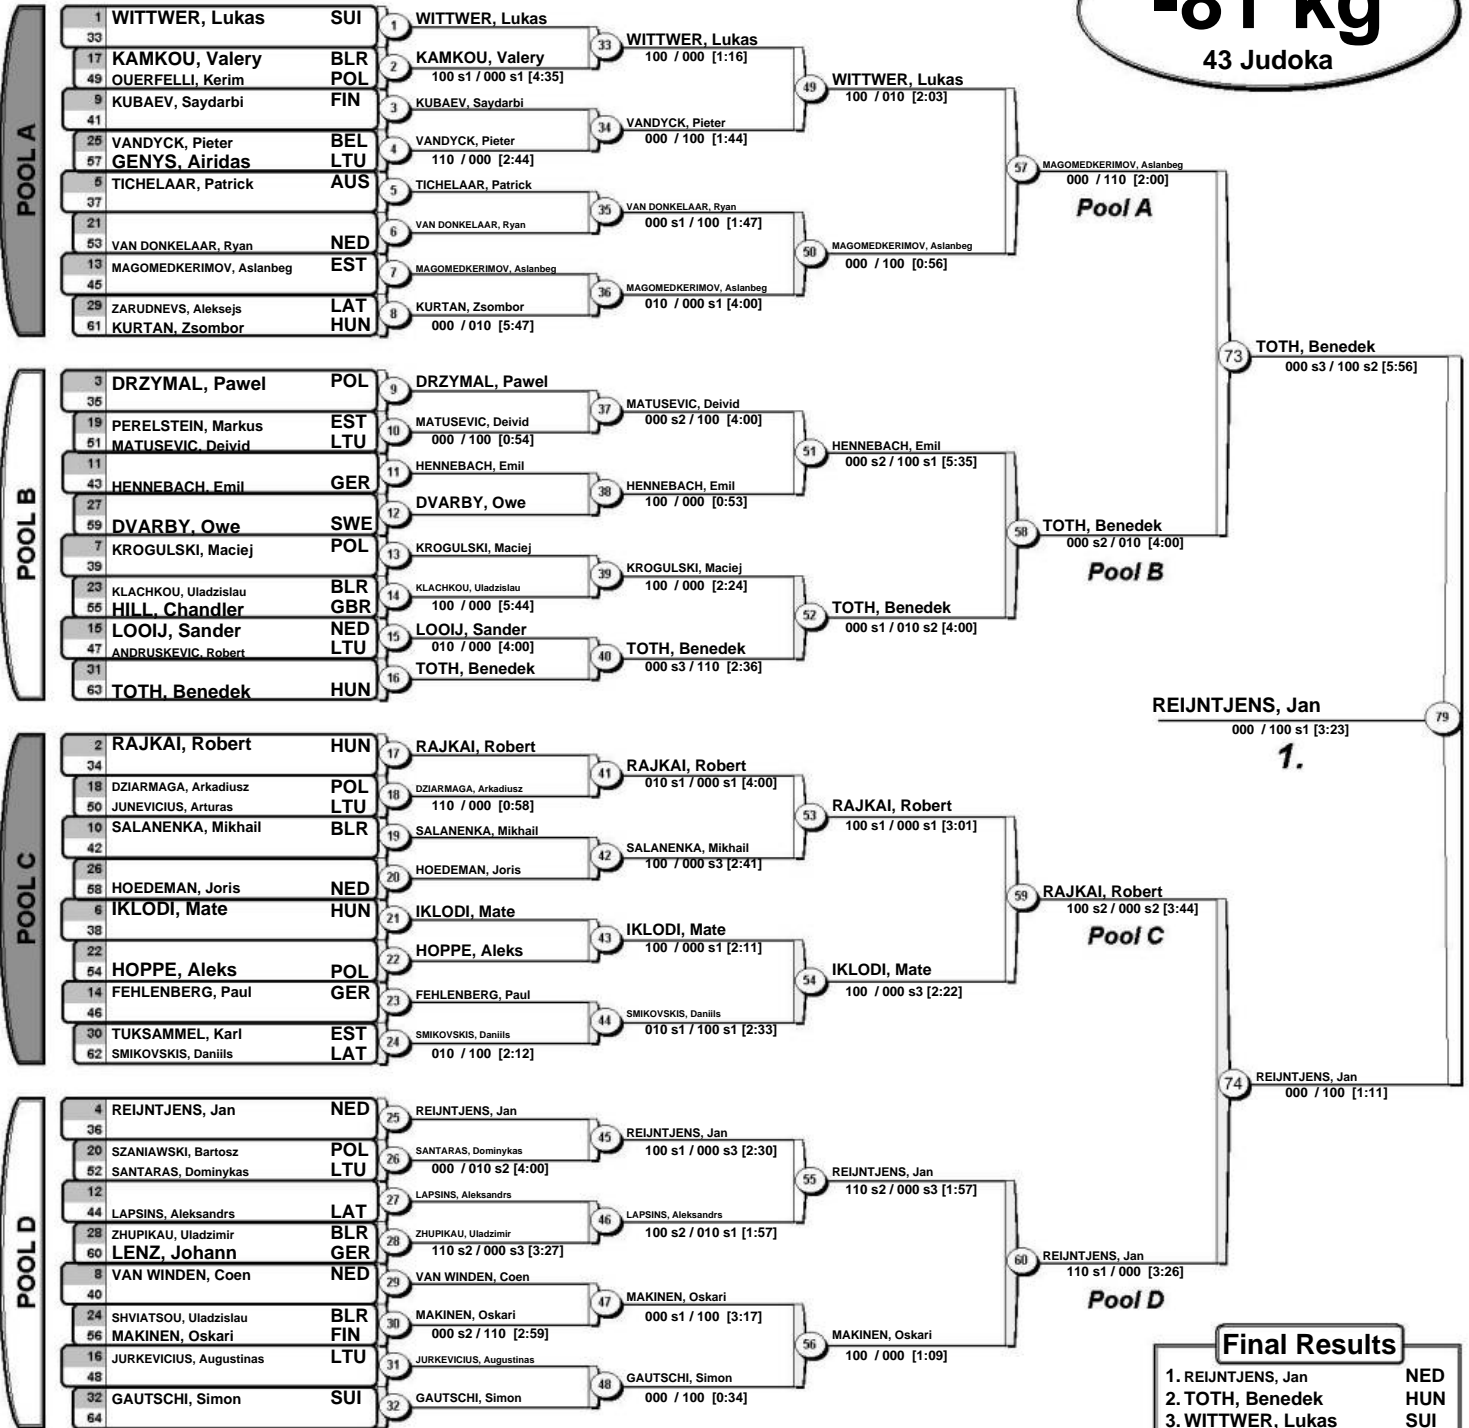 -81 kg
43 Judoka
POOL A
1 WITTWER, Lukas SUI
33
17 KAMKOU, Valery BLR
49 OUERFELLI, Kerim POL
9 KUBAEV, Saydarbi FIN
41
25 VANDYCK, Pieter BEL
57 GENYS, Airidas LTU
5 TICHELAAR, Patrick AUS
37
21
53 VAN DONKELAAR, Ryan NED
13 MAGOMEDKERIMOV, Aslanbeg EST
45
29 ZARUDNEVS, Aleksejs LAT
61 KURTAN, Zsombor HUN
1 WITTWER, Lukas
2 KAMKOU, Valery
100 s1 / 000 s1 [4:35]
3 KUBAEV, Saydarbi
4 VANDYCK, Pieter
110 / 000 [2:44]
5 TICHELAAR, Patrick
6 VAN DONKELAAR, Ryan
7 MAGOMEDKERIMOV, Aslanbeg
8 KURTAN, Zsombor
000 / 010 [5:47]
33 WITTWER, Lukas
100 / 000 [1:16]
34 VANDYCK, Pieter
000 / 100 [1:44]
35 VAN DONKELAAR, Ryan
000 s1 / 100 [1:47]
36 MAGOMEDKERIMOV, Aslanbeg
010 / 000 s1 [4:00]
49 WITTWER, Lukas
100 / 010 [2:03]
50 MAGOMEDKERIMOV, Aslanbeg
000 / 100 [0:56]
57 MAGOMEDKERIMOV, Aslanbeg
000 / 110 [2:00]
Pool A
POOL B
3 DRZYMAL, Pawel POL
35
19 PERELSTEIN, Markus EST
51 MATUSEVIC, Deivid LTU
11
43 HENNEBACH, Emil GER
27
59 DVARBY, Owe SWE
7 KROGULSKI, Maciej POL
39
23 KLACHKOU, Uladzislau BLR
55 HILL, Chandler GBR
15 LOOIJ, Sander NED
47 ANDRUSKEVIC, Robert LTU
31
63 TOTH, Benedek HUN
9 DRZYMAL, Pawel
10 MATUSEVIC, Deivid
000 / 100 [0:54]
11 HENNEBACH, Emil
12 DVARBY, Owe
13 KROGULSKI, Maciej
14 KLACHKOU, Uladzislau
100 / 000 [5:44]
15 LOOIJ, Sander
010 / 000 [4:00]
16 TOTH, Benedek
37 MATUSEVIC, Deivid
000 s2 / 100 [4:00]
38 HENNEBACH, Emil
100 / 000 [0:53]
39 KROGULSKI, Maciej
100 / 000 [2:24]
40 TOTH, Benedek
000 s3 / 110 [2:36]
51 HENNEBACH, Emil
000 s2 / 100 s1 [5:35]
52 TOTH, Benedek
000 s1 / 010 s2 [4:00]
58 TOTH, Benedek
000 s2 / 010 [4:00]
Pool B
73 TOTH, Benedek
000 s3 / 100 s2 [5:56]
REIJNTJENS, Jan 79
000 / 100 s1 [3:23]
1.
POOL C
2 RAJKAI, Robert HUN
34
18 DZIARMAGA, Arkadiusz POL
50 JUNEVICIUS, Arturas LTU
10 SALANENKA, Mikhail BLR
42
26
58 HOEDEMAN, Joris NED
6 IKLODI, Mate HUN
38
22
54 HOPPE, Aleks POL
14 FEHLENBERG, Paul GER
46
30 TUKSAMMEL, Karl EST
62 SMIKOVSKIS, Daniils LAT
17 RAJKAI, Robert
18 DZIARMAGA, Arkadiusz
110 / 000 [0:58]
19 SALANENKA, Mikhail
20 HOEDEMAN, Joris
21 IKLODI, Mate
22 HOPPE, Aleks
23 FEHLENBERG, Paul
24 SMIKOVSKIS, Daniils
010 / 100 [2:12]
41 RAJKAI, Robert
010 s1 / 000 s1 [4:00]
42 SALANENKA, Mikhail
100 / 000 s3 [2:41]
43 IKLODI, Mate
100 / 000 s1 [2:11]
44 SMIKOVSKIS, Daniils
010 s1 / 100 s1 [2:33]
53 RAJKAI, Robert
100 s1 / 000 s1 [3:01]
54 IKLODI, Mate
100 / 000 s3 [2:22]
59 RAJKAI, Robert
100 s2 / 000 s2 [3:44]
Pool C
POOL D
4 REIJNTJENS, Jan NED
36
20 SZANIAWSKI, Bartosz POL
52 SANTARAS, Dominykas LTU
12
44 LAPSINS, Aleksandrs LAT
28 ZHUPIKAU, Uladzimir BLR
60 LENZ, Johann GER
8 VAN WINDEN, Coen NED
40
24 SHVIATSOU, Uladzislau BLR
56 MAKINEN, Oskari FIN
16 JURKEVICIUS, Augustinas LTU
48
32 GAUTSCHI, Simon SUI
64
25 REIJNTJENS, Jan
26 SANTARAS, Dominykas
000 / 010 s2 [4:00]
27 LAPSINS, Aleksandrs
28 ZHUPIKAU, Uladzimir
110 s2 / 000 s3 [3:27]
29 VAN WINDEN, Coen
30 MAKINEN, Oskari
000 s2 / 110 [2:59]
31 JURKEVICIUS, Augustinas
32 GAUTSCHI, Simon
45 REIJNTJENS, Jan
100 s1 / 000 s3 [2:30]
46 LAPSINS, Aleksandrs
100 s2 / 010 s1 [1:57]
47 MAKINEN, Oskari
000 s1 / 100 [3:17]
48 GAUTSCHI, Simon
000 / 100 [0:34]
55 REIJNTJENS, Jan
110 s2 / 000 s3 [1:57]
56 MAKINEN, Oskari
100 / 000 [1:09]
60 REIJNTJENS, Jan
110 s1 / 000 [3:26]
Pool D
74 REIJNTJENS, Jan
000 / 100 [1:11]
Final Results
1. REIJNTJENS, Jan NED
2. TOTH, Benedek HUN
3. WITTWER, Lukas SUI